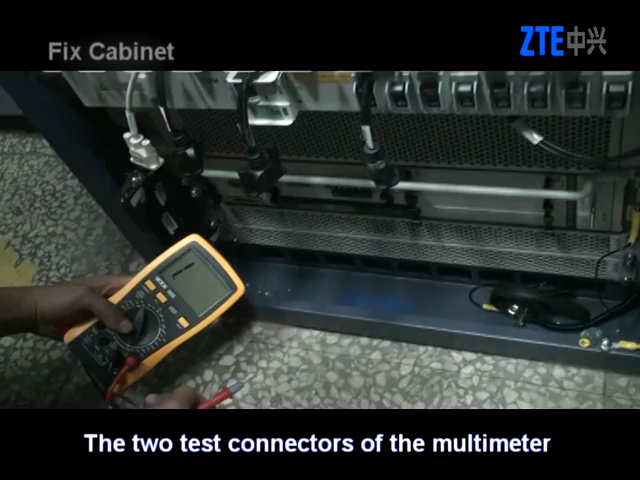 Fix Cabinet
ZTE中兴
The two test connectors of the multimeter